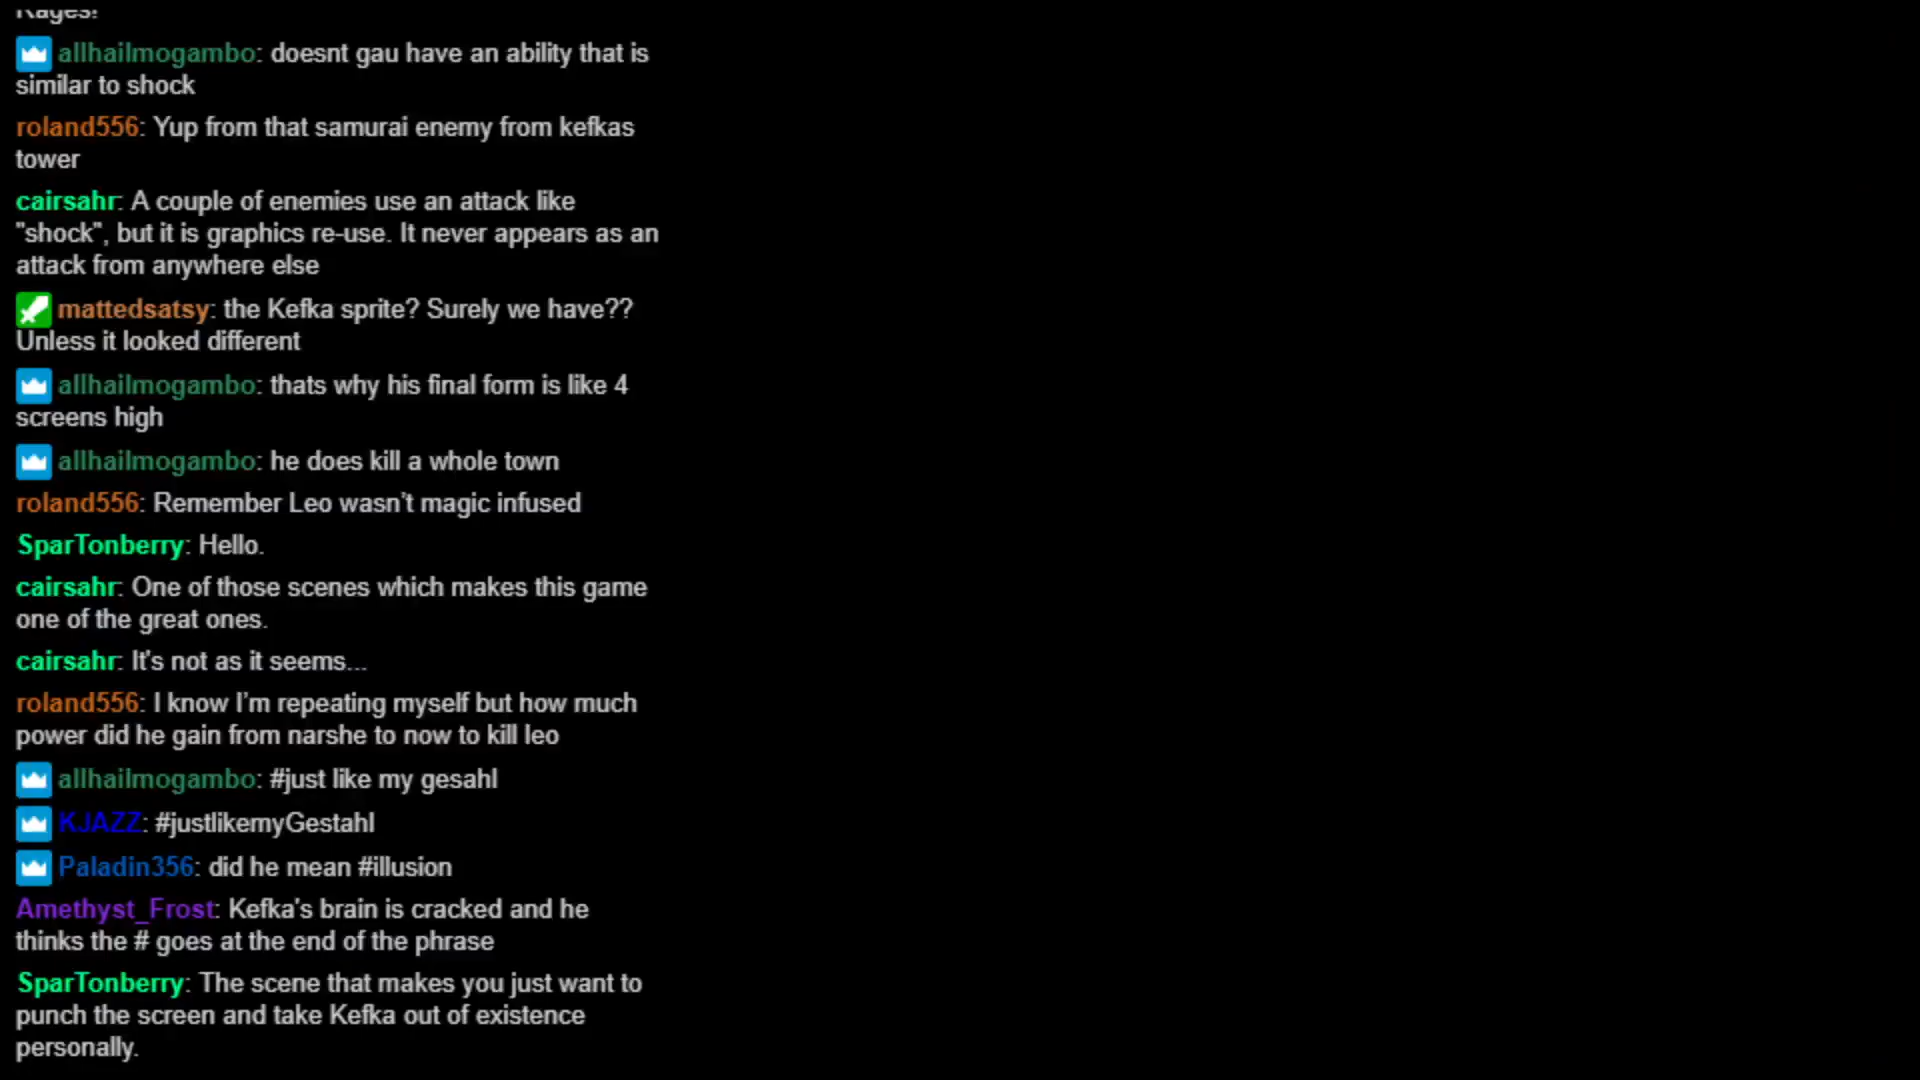 Rages!
allhailmogambo: doesnt gau have an ability that is
similar to shock
roland556: Yup from that samurai enemy from kefkas
tower
cairsahr: A couple of enemies use an attack like
"shock", but it is graphics re-use. It never appears as an
attack from anywhere else
mattedsatsy: the Kefka sprite? Surely we have??
Unless it looked different
allhailmogambo: thats why his final form is like 4
screens high
allhailmogambo: he does kill a whole town
roland556: Remember Leo wasn't magic infused
SparTonberry: Hello.
cairsahr: One of those scenes which makes this game
one of the great ones.
cairsahr: It's not as it seems...
roland556: I know I'm repeating myself but how much
power did he gain from narshe to now to kill leo
allhailmogambo: #just like my gesahl
KJAZZ: #justlikemyGestahl
Paladin356: did he mean #illusion
Amethyst_Frost: Kefka's brain is cracked and he
thinks the # goes at the end of the phrase
SparTonberry: The scene that makes you just want to
punch the screen and take Kefka out of existence
personally.